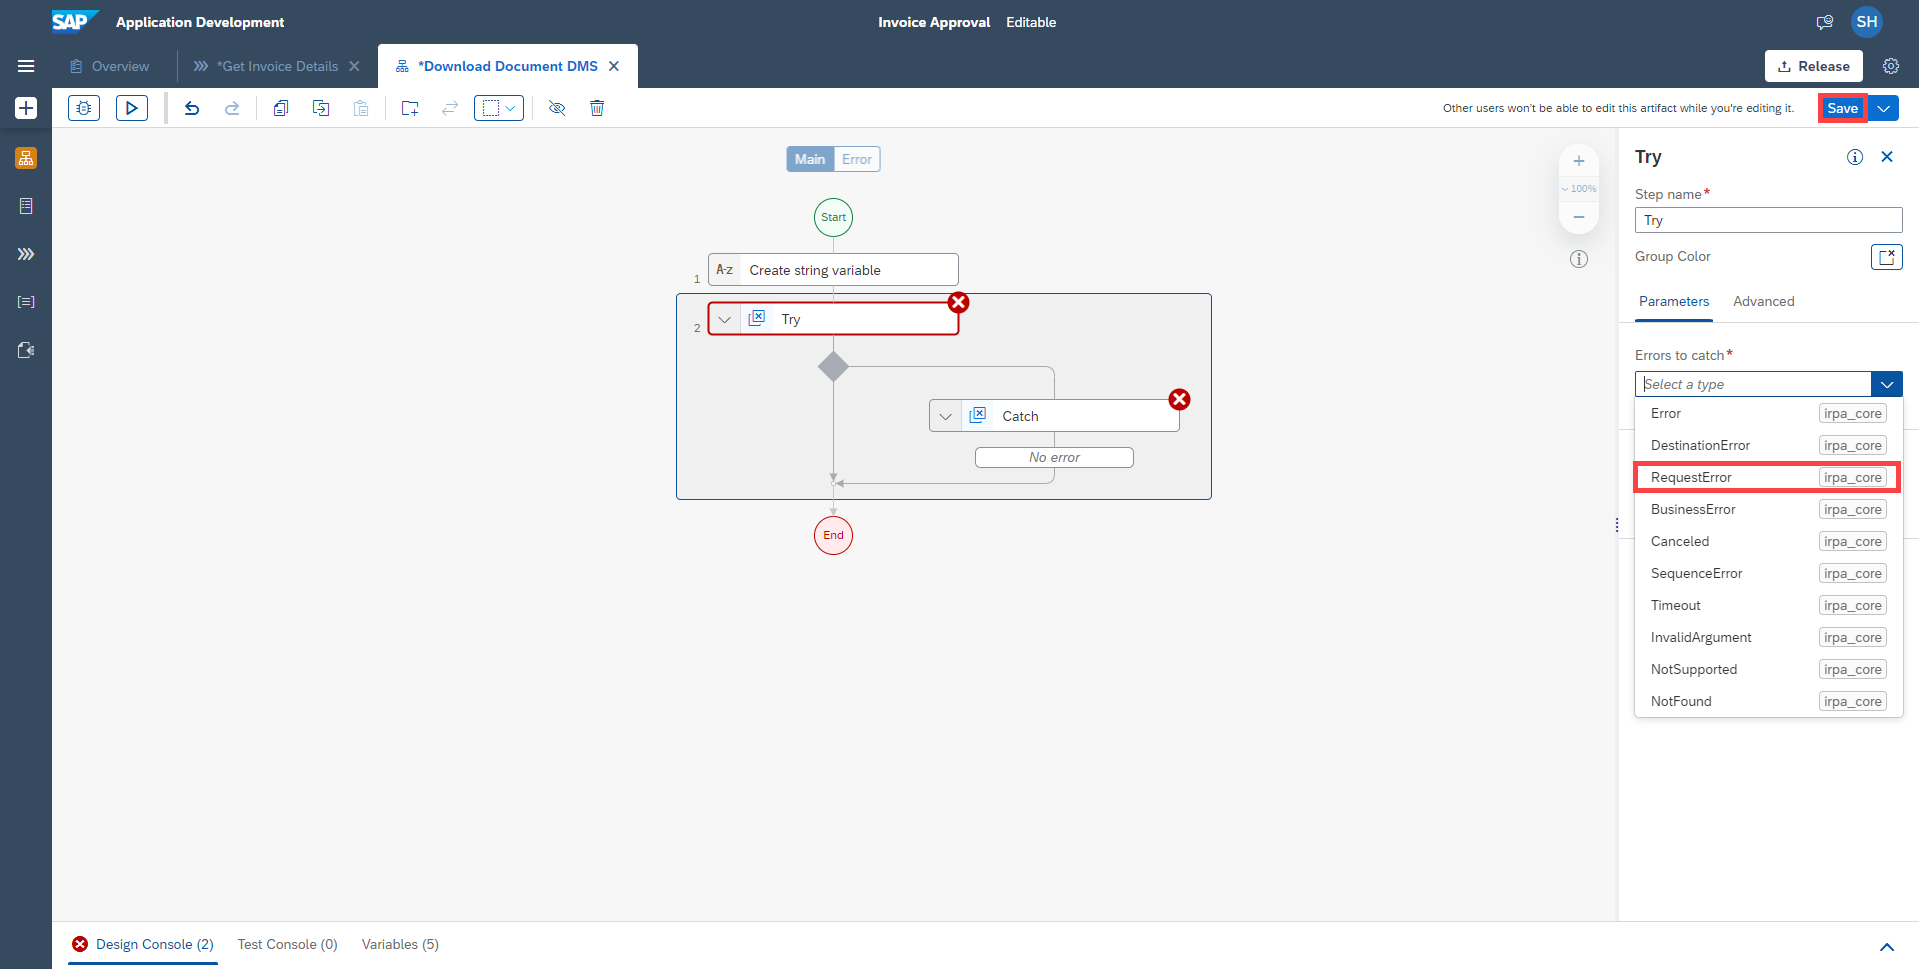 SAP Application Development
Invoice Approval Editable
SH
Overview
*Get Invoice Details
*Download Document DMS
Release
Other users won't be able to edit this artifact while you're editing it.
Save
Main Error
100%
Start
1
A-z Create string variable
2
Try
Catch
No error
End
Try
Step name*
Try
Group Color
Parameters Advanced
Errors to catch*
Select a type
Error irpa_core
DestinationError irpa_core
RequestError irpa_core
BusinessError irpa_core
Canceled irpa_core
SequenceError irpa_core
Timeout irpa_core
InvalidArgument irpa_core
NotSupported irpa_core
NotFound irpa_core
Design Console (2) Test Console (0) Variables (5)